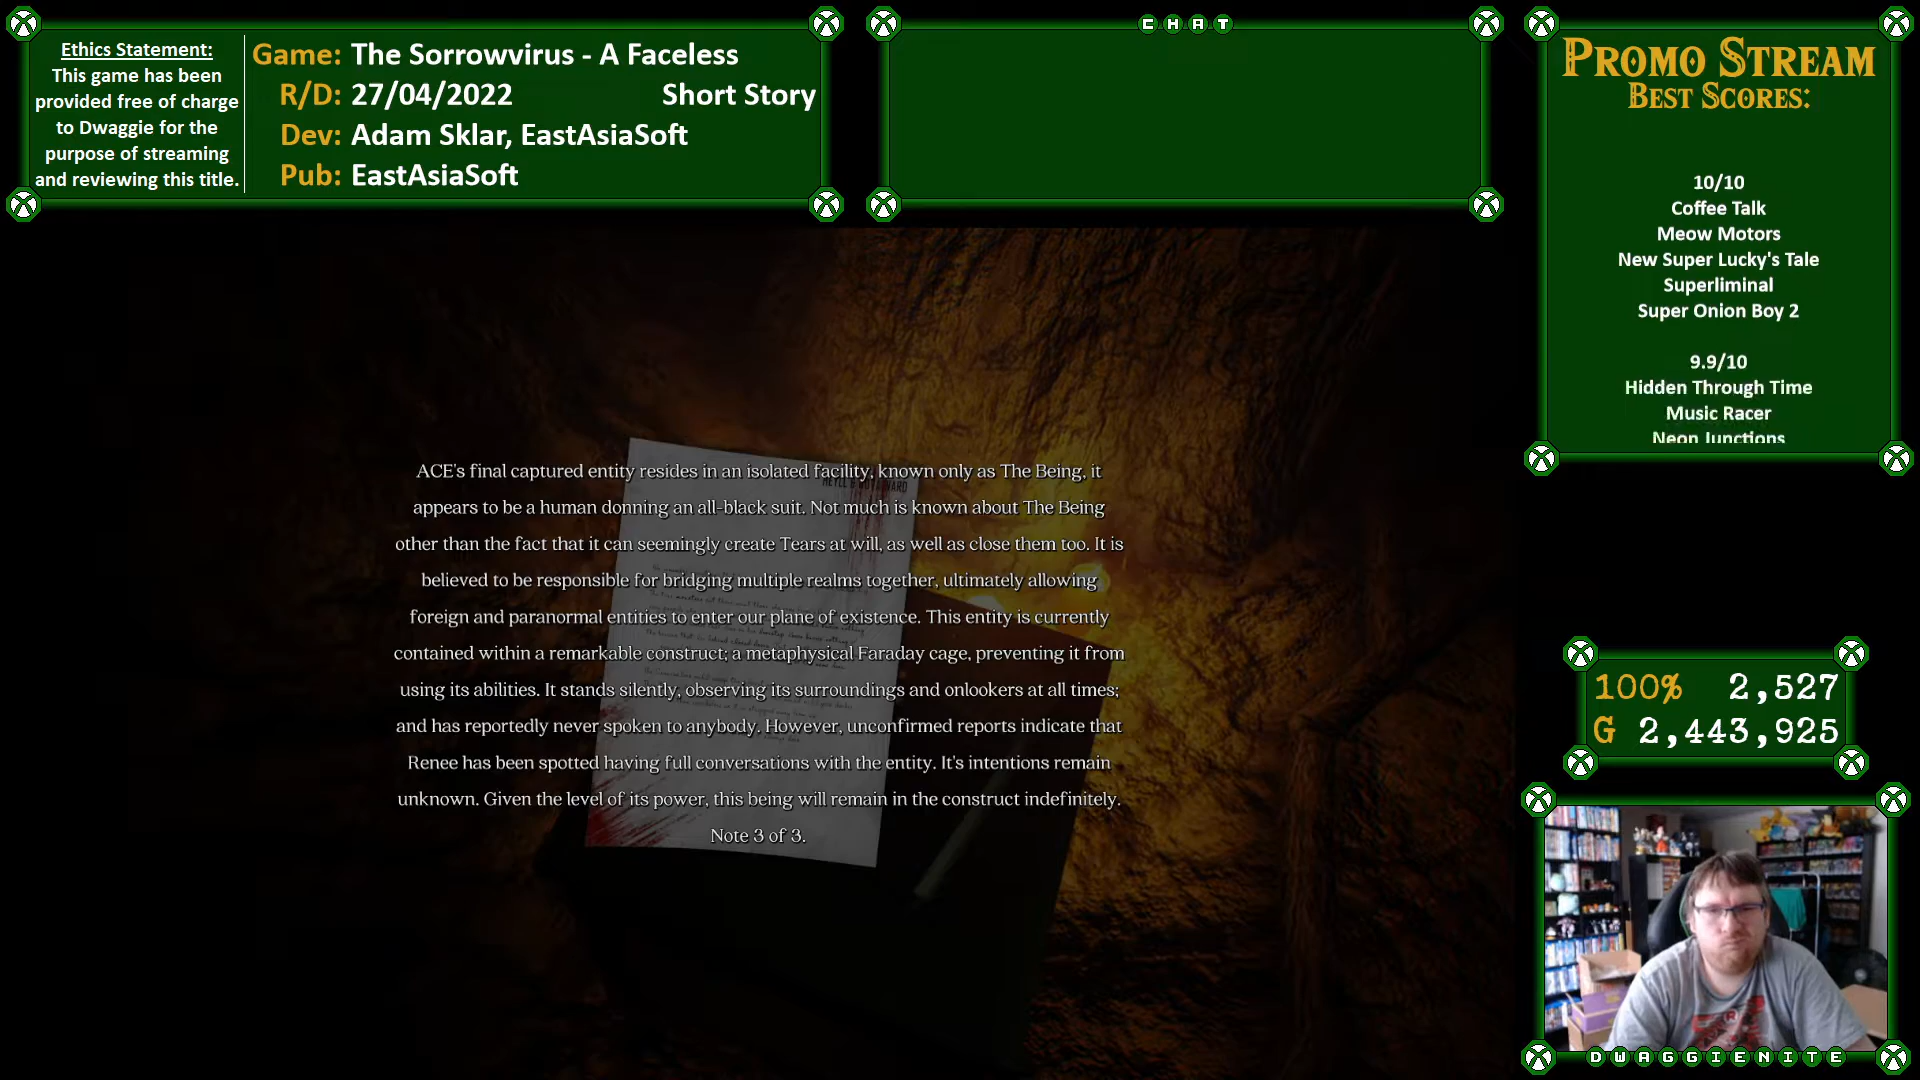 Ethics Statement:
This game has been
provided free of charge
to Dwaggie for the
purpose of streaming
and reviewing this title.
Game: The Sorrowvirus - A Faceless
R/D: 27/04/2022 Short Story
Dev: Adam Sklar, EastAsiaSoft
Pub: EastAsiaSoft
CHAT
PROMO STREAM
BEST SCORES:
10/10
Coffee Talk
Meow Motors
New Super Lucky's Tale
Superliminal
Super Onion Boy 2
9.9/10
Hidden Through Time
Music Racer
Neon Junctions
ACE's final captured entity resides in an isolated facility, known only as The Being, it
appears to be a human donning an all-black suit. Not much is known about The Being
other than the fact that it can seemingly create Tears at will, as well as close them too. It is
believed to be responsible for bridging multiple realms together, ultimately allowing
foreign and paranormal entities to enter our plane of existence. This entity is currently
contained within a remarkable construct; a metaphysical Faraday cage, preventing it from
using its abilities. It stands silently, observing its surroundings and onlookers at all times;
and has reportedly never spoken to anybody. However, unconfirmed reports indicate that
Renee has been spotted having full conversations with the entity. It's intentions remain
unknown. Given the level of its power, this being will remain in the construct indefinitely.
Note 3 of 3.
100% 2,527
G 2,443,925
DWAGGIENITE